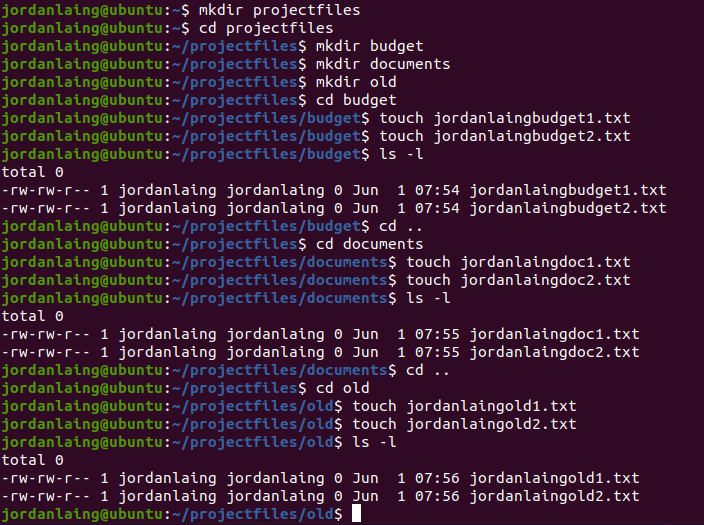 jordanlaing@ubuntu:~$ mkdir projectfiles
jordanlaing@ubuntu:~$ cd projectfiles
jordanlaing@ubuntu:~/projectfiles$ mkdir budget
jordanlaing@ubuntu:~/projectfiles$ mkdir documents
jordanlaing@ubuntu:~/projectfiles$ mkdir old
jordanlaing@ubuntu:~/projectfiles$ cd budget
jordanlaing@ubuntu:~/projectfiles/budget$ touch jordanlaingbudget1.txt
jordanlaing@ubuntu:~/projectfiles/budget$ touch jordanlaingbudget2.txt
jordanlaing@ubuntu:~/projectfiles/budget$ ls -l
total 0
-rw-rw-r-- 1 jordanlaing jordanlaing 0 Jun  1 07:54 jordanlaingbudget1.txt
-rw-rw-r-- 1 jordanlaing jordanlaing 0 Jun  1 07:54 jordanlaingbudget2.txt
jordanlaing@ubuntu:~/projectfiles/budget$ cd ..
jordanlaing@ubuntu:~/projectfiles$ cd documents
jordanlaing@ubuntu:~/projectfiles/documents$ touch jordanlaingdoc1.txt
jordanlaing@ubuntu:~/projectfiles/documents$ touch jordanlaingdoc2.txt
jordanlaing@ubuntu:~/projectfiles/documents$ ls -l
total 0
-rw-rw-r-- 1 jordanlaing jordanlaing 0 Jun  1 07:55 jordanlaingdoc1.txt
-rw-rw-r-- 1 jordanlaing jordanlaing 0 Jun  1 07:55 jordanlaingdoc2.txt
jordanlaing@ubuntu:~/projectfiles/documents$ cd ..
jordanlaing@ubuntu:~/projectfiles$ cd old
jordanlaing@ubuntu:~/projectfiles/old$ touch jordanlaingold1.txt
jordanlaing@ubuntu:~/projectfiles/old$ touch jordanlaingold2.txt
jordanlaing@ubuntu:~/projectfiles/old$ ls -l
total 0
-rw-rw-r-- 1 jordanlaing jordanlaing 0 Jun  1 07:56 jordanlaingold1.txt
-rw-rw-r-- 1 jordanlaing jordanlaing 0 Jun  1 07:56 jordanlaingold2.txt
jordanlaing@ubuntu:~/projectfiles/old$